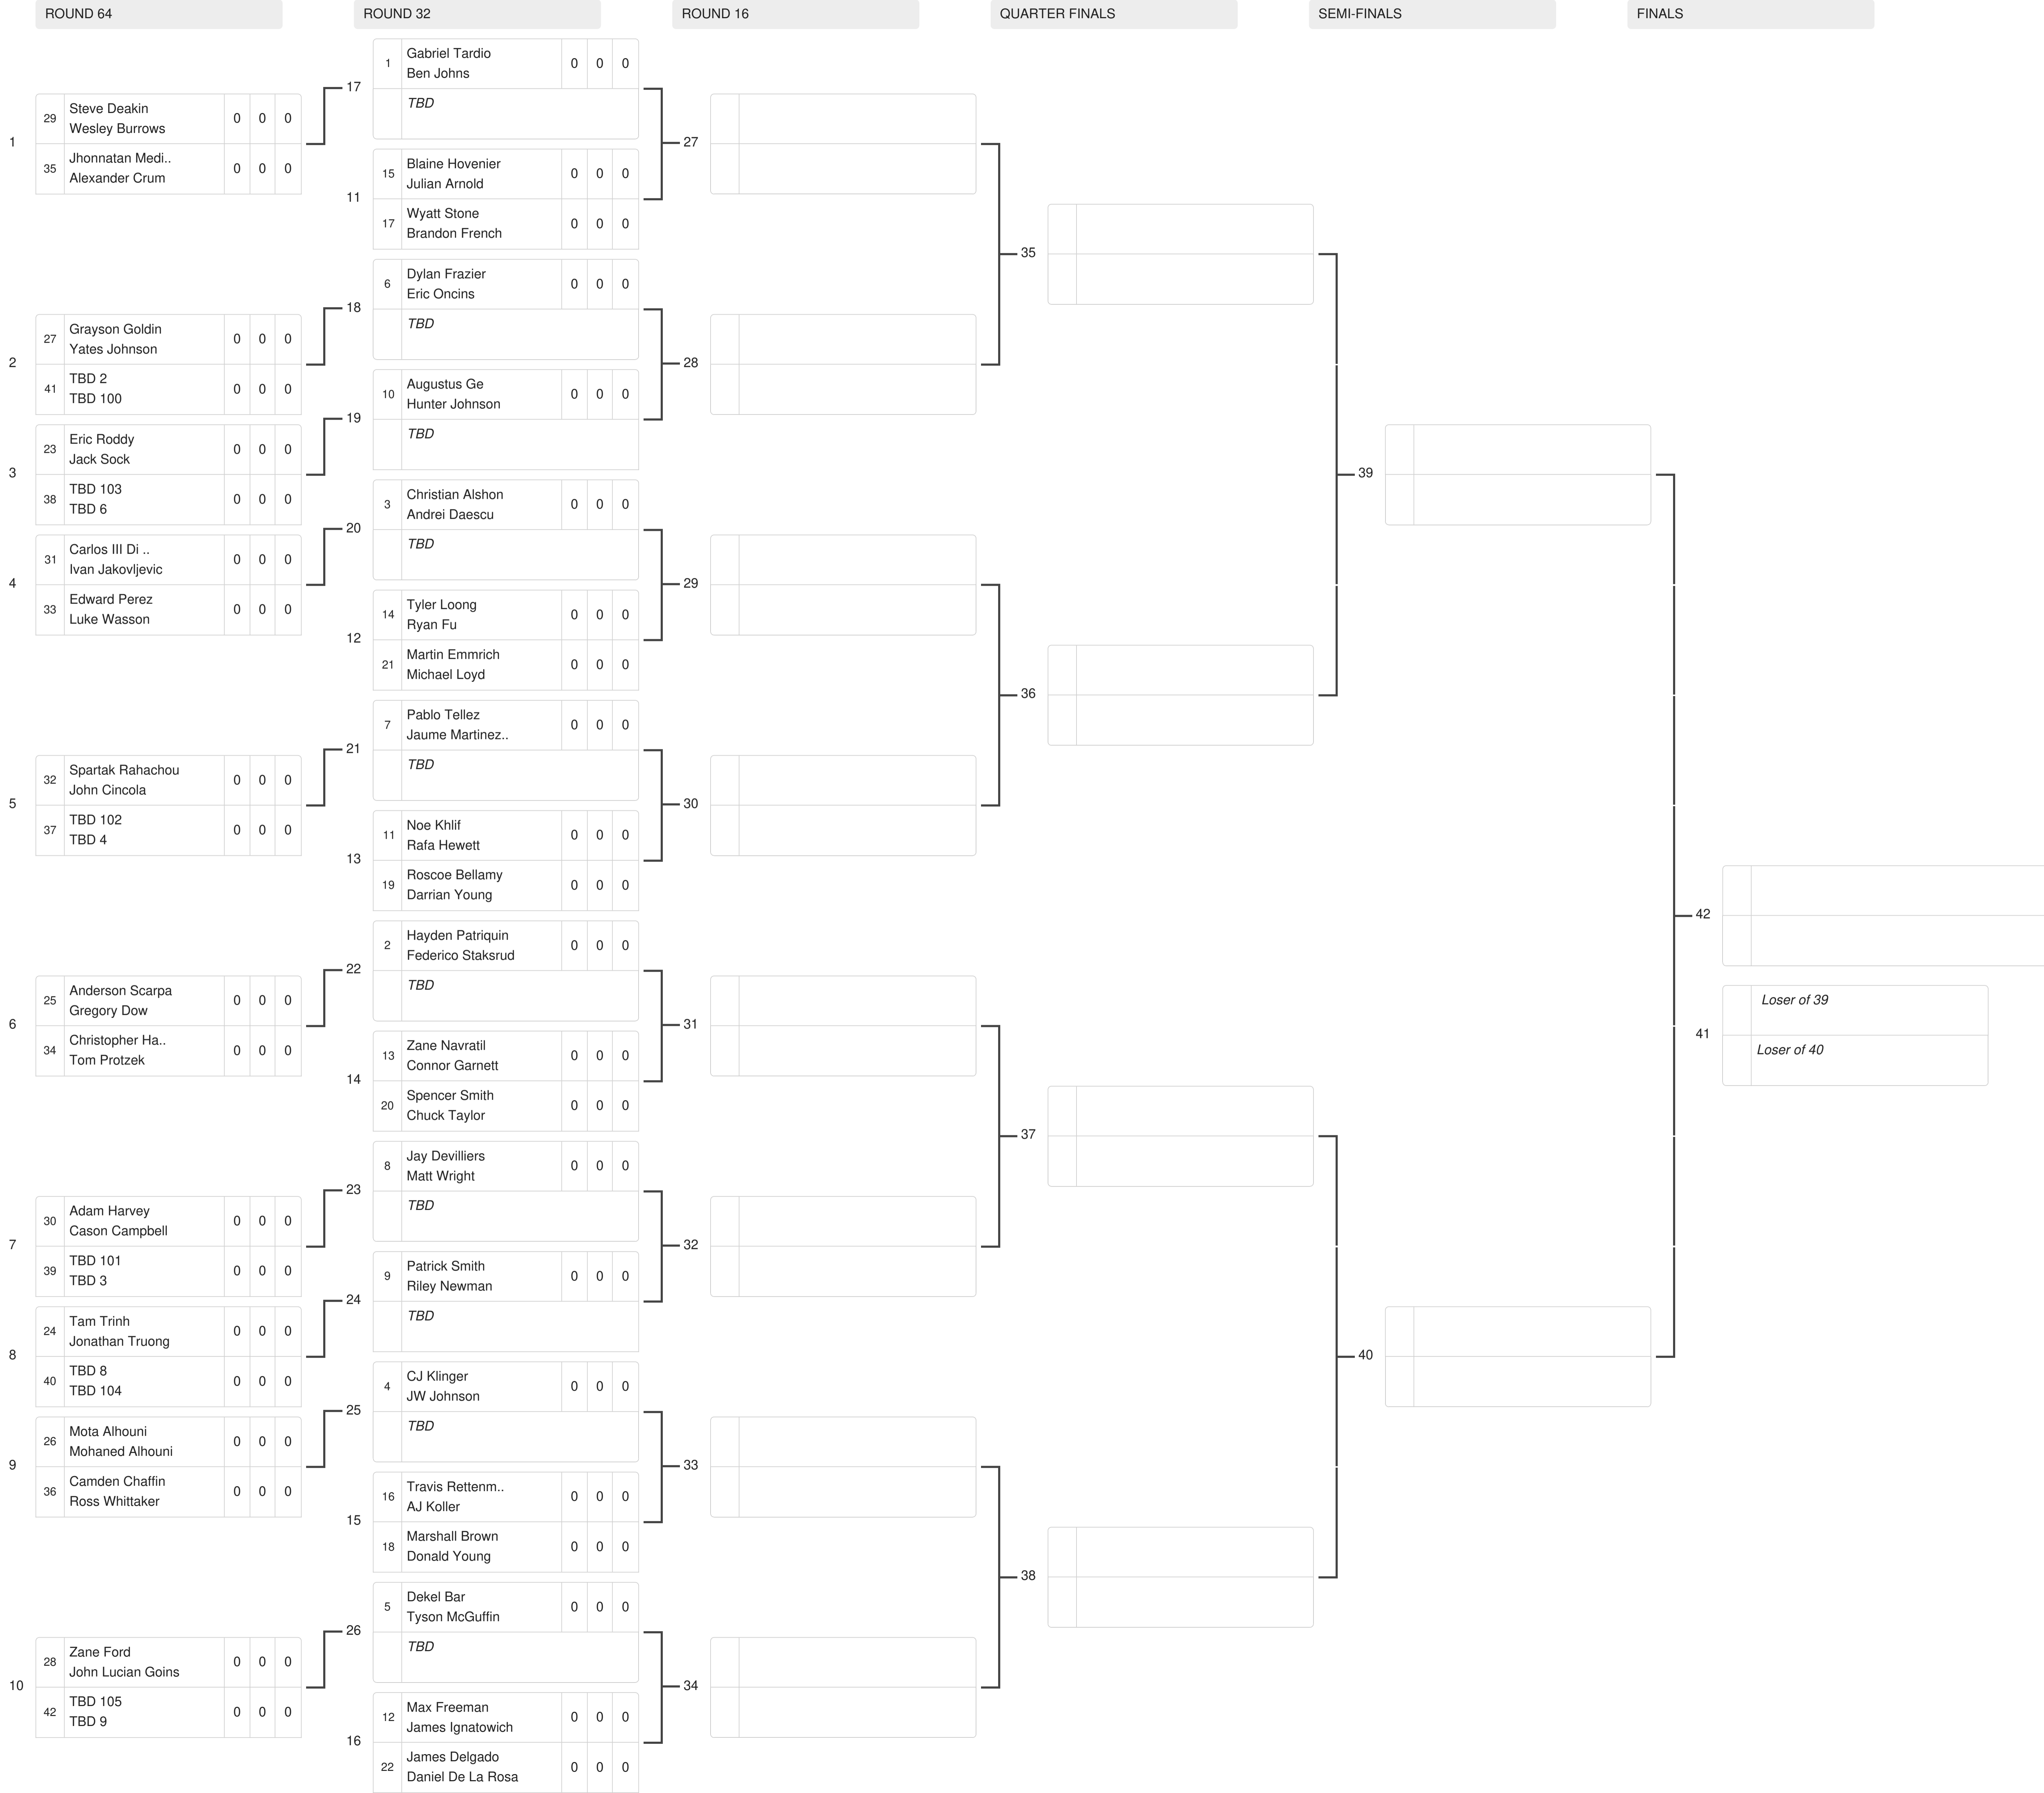 ROUND 64
ROUND 32
ROUND 16
QUARTER FINALS
SEMI-FINALS
FINALS
1
29 Steve Deakin 0 0 0
Wesley Burrows
35 Jhonnatan Medi.. 0 0 0
Alexander Crum
2
27 Grayson Goldin 0 0 0
Yates Johnson
41 TBD 2 0 0 0
TBD 100
3
23 Eric Roddy 0 0 0
Jack Sock
38 TBD 103 0 0 0
TBD 6
4
31 Carlos III Di .. 0 0 0
Ivan Jakovljevic
33 Edward Perez 0 0 0
Luke Wasson
5
32 Spartak Rahachou 0 0 0
John Cincola
37 TBD 102 0 0 0
TBD 4
6
25 Anderson Scarpa 0 0 0
Gregory Dow
34 Christopher Ha.. 0 0 0
Tom Protzek
7
30 Adam Harvey 0 0 0
Cason Campbell
39 TBD 101 0 0 0
TBD 3
8
24 Tam Trinh 0 0 0
Jonathan Truong
40 TBD 8 0 0 0
TBD 104
9
26 Mota Alhouni 0 0 0
Mohaned Alhouni
36 Camden Chaffin 0 0 0
Ross Whittaker
10
28 Zane Ford 0 0 0
John Lucian Goins
42 TBD 105 0 0 0
TBD 9
17
1 Gabriel Tardio 0 0 0
Ben Johns
TBD
11
15 Blaine Hovenier 0 0 0
Julian Arnold
17 Wyatt Stone 0 0 0
Brandon French
18
6 Dylan Frazier 0 0 0
Eric Oncins
TBD
19
10 Augustus Ge 0 0 0
Hunter Johnson
TBD
20
3 Christian Alshon 0 0 0
Andrei Daescu
TBD
12
14 Tyler Loong 0 0 0
Ryan Fu
21 Martin Emmrich 0 0 0
Michael Loyd
21
7 Pablo Tellez 0 0 0
Jaume Martinez..
TBD
13
11 Noe Khlif 0 0 0
Rafa Hewett
19 Roscoe Bellamy 0 0 0
Darrian Young
22
2 Hayden Patriquin 0 0 0
Federico Staksrud
TBD
14
13 Zane Navratil 0 0 0
Connor Garnett
20 Spencer Smith 0 0 0
Chuck Taylor
23
8 Jay Devilliers 0 0 0
Matt Wright
TBD
24
9 Patrick Smith 0 0 0
Riley Newman
TBD
25
4 CJ Klinger 0 0 0
JW Johnson
TBD
15
16 Travis Rettenm.. 0 0 0
AJ Koller
18 Marshall Brown 0 0 0
Donald Young
26
5 Dekel Bar 0 0 0
Tyson McGuffin
TBD
16
12 Max Freeman 0 0 0
James Ignatowich
22 James Delgado 0 0 0
Daniel De La Rosa
27
28
29
30
31
32
33
34
35
36
37
38
39
40
42
41
Loser of 39
Loser of 40